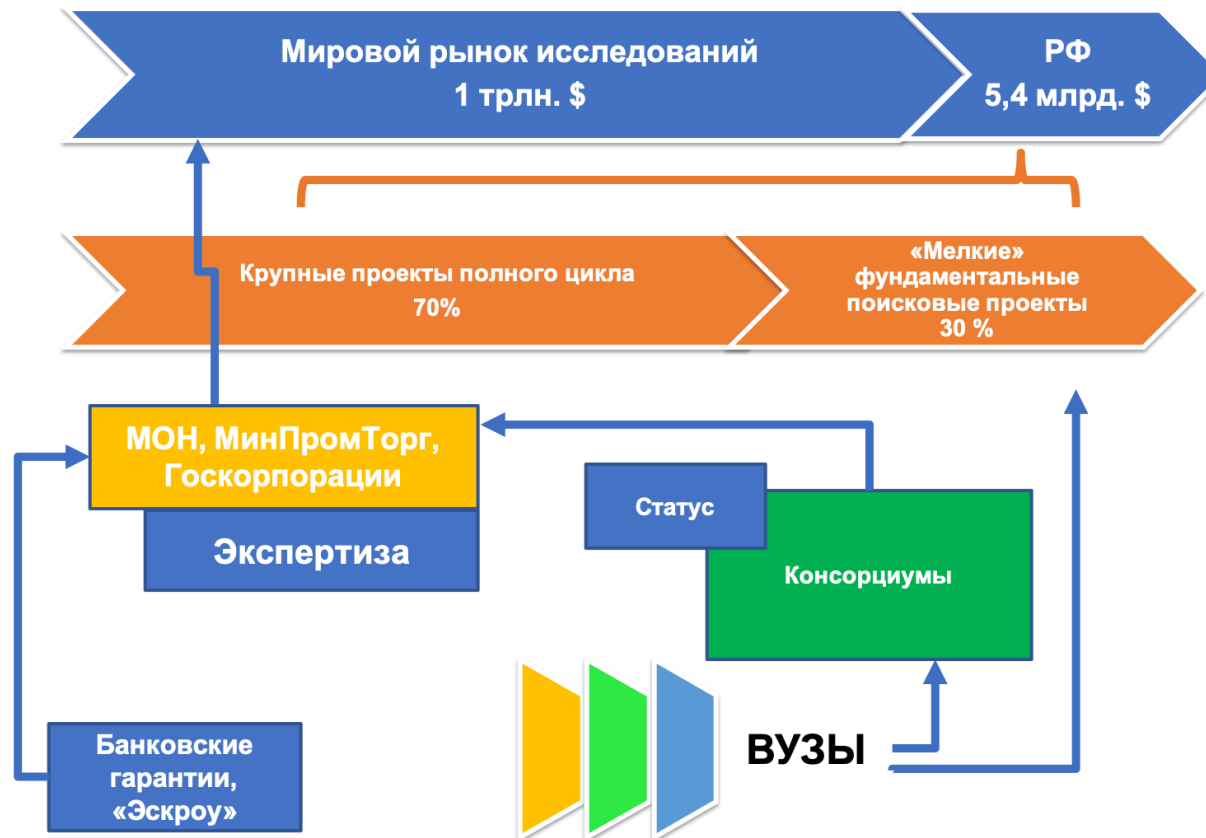 Мировой рынок исследований
1 трлн. $
РФ
5,4 млрд. $
Крупные проекты полного цикла
70%
«Мелкие»
фундаментальные
поисковые проекты
30 %
МОН, МинПромТорг,
Госкорпорации
Экспертиза
Статус
Консорциумы
Банковские
гарантии,
«Эскроу»
ВУЗЫ